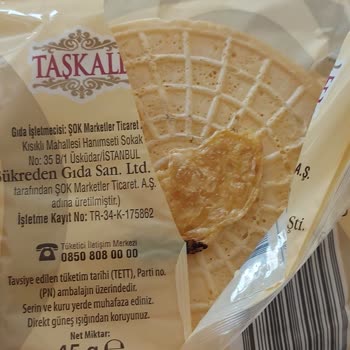 TAŞKALE
Gıda İşletmecisi: ŞOK Marketler Ticaret A.
Kısıklı Mahallesi Hanımseti Sokak
No: 35 B/1 Üsküdar/İSTANBUL
Şükreden Gıda San. Ltd.
tarafından ŞOK Marketler Ticaret. A.Ş.
adına üretilmiştir.)
İşletme Kayıt No: TR-34-K-175862
Tüketici İletişim Merkezi
0850 808 00 00
Tavsiye edilen tüketim tarihi (TETT), Parti no.
(PN) ambalajın üzerindedir.
Serin ve kuru yerde muhafaza ediniz.
Direkt güneş ışığından koruyunuz.
Net Miktar:
45 g e
A.Ş.
Şti.